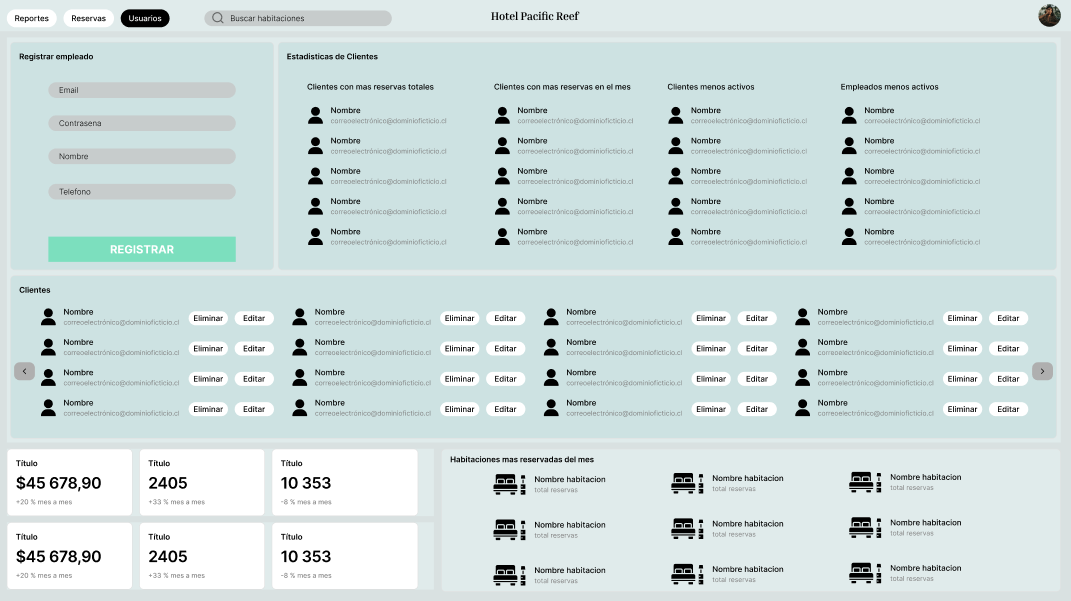 Reportes
Reservas
Usuarios
Buscar habitaciones
Hotel Pacific Reef
Registrar empleado
Email
Contrasena
Nombre
Telefono
REGISTRAR
Estadisticas de Clientes
Clientes con mas reservas totales
Nombre
correoelectrónico@dominioficticio.cl
Nombre
correoelectrónico@dominioficticio.cl
Nombre
correoelectrónico@dominioficticio.cl
Nombre
correoelectrónico@dominioficticio.cl
Nombre
correoelectrónico@dominioficticio.cl
Clientes con mas reservas en el mes
Nombre
correoelectrónico@dominioficticio.cl
Nombre
correoelectrónico@dominioficticio.cl
Nombre
correoelectrónico@dominioficticio.cl
Nombre
correoelectrónico@dominioficticio.cl
Nombre
correoelectrónico@dominioficticio.cl
Clientes menos activos
Nombre
correoelectrónico@dominioficticio.cl
Nombre
correoelectrónico@dominioficticio.cl
Nombre
correoelectrónico@dominioficticio.cl
Nombre
correoelectrónico@dominioficticio.cl
Nombre
correoelectrónico@dominioficticio.cl
Empleados menos activos
Nombre
correoelectrónico@dominioficticio.cl
Nombre
correoelectrónico@dominioficticio.cl
Nombre
correoelectrónico@dominioficticio.cl
Nombre
correoelectrónico@dominioficticio.cl
Nombre
correoelectrónico@dominioficticio.cl
Clientes
Nombre
correoelectrónico@dominioficticio.cl
Eliminar
Editar
Nombre
correoelectrónico@dominioficticio.cl
Eliminar
Editar
Nombre
correoelectrónico@dominioficticio.cl
Eliminar
Editar
Nombre
correoelectrónico@dominioficticio.cl
Eliminar
Editar
Nombre
correoelectrónico@dominioficticio.cl
Eliminar
Editar
Nombre
correoelectrónico@dominioficticio.cl
Eliminar
Editar
Nombre
correoelectrónico@dominioficticio.cl
Eliminar
Editar
Nombre
correoelectrónico@dominioficticio.cl
Eliminar
Editar
Nombre
correoelectrónico@dominioficticio.cl
Eliminar
Editar
Nombre
correoelectrónico@dominioficticio.cl
Eliminar
Editar
Nombre
correoelectrónico@dominioficticio.cl
Eliminar
Editar
Nombre
correoelectrónico@dominioficticio.cl
Eliminar
Editar
Nombre
correoelectrónico@dominioficticio.cl
Eliminar
Editar
Nombre
correoelectrónico@dominioficticio.cl
Eliminar
Editar
Nombre
correoelectrónico@dominioficticio.cl
Eliminar
Editar
Nombre
correoelectrónico@dominioficticio.cl
Eliminar
Editar
Título
$45 678,90
+20 % mes a mes
Título
2405
+33 % mes a mes
Título
10 353
-8 % mes a mes
Título
$45 678,90
+20 % mes a mes
Título
2405
+33 % mes a mes
Título
10 353
-8 % mes a mes
Habitaciones mas reservadas del mes
Nombre habitacion
total reservas
Nombre habitacion
total reservas
Nombre habitacion
total reservas
Nombre habitacion
total reservas
Nombre habitacion
total reservas
Nombre habitacion
total reservas
Nombre habitacion
total reservas
Nombre habitacion
total reservas
Nombre habitacion
total reservas